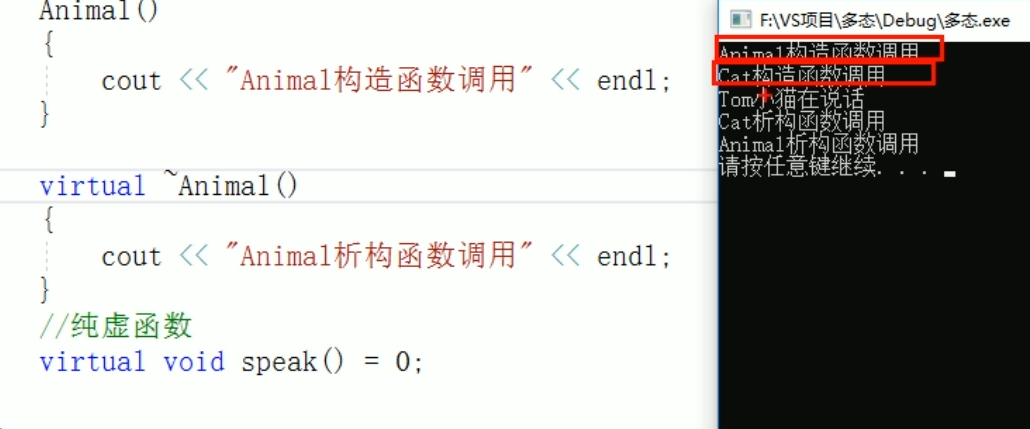 Animal()
{
cout << "Animal构造函数调用" << endl;
}
virtual ~Animal()
{
cout << "Animal析构函数调用" << endl;
}
//纯虚函数
virtual void speak() = 0;
F:\VS项目\多态\Debug\多态.exe
Animal构造函数调用
Cat构造函数调用
Tom小猫在说话
Cat析构函数调用
Animal析构函数调用
请按任意键继续. . .